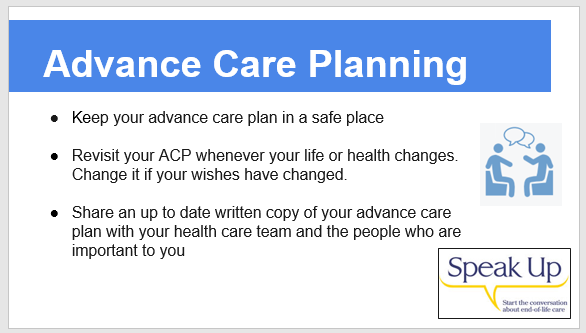 Advance Care Planning
● Keep your advance care plan in a safe place
● Revisit your ACP whenever your life or health changes.
Change it if your wishes have changed.
● Share an up to date written copy of your advance care
plan with your health care team and the people who are
important to you
Speak Up
Start the conversation
about end-of-life care